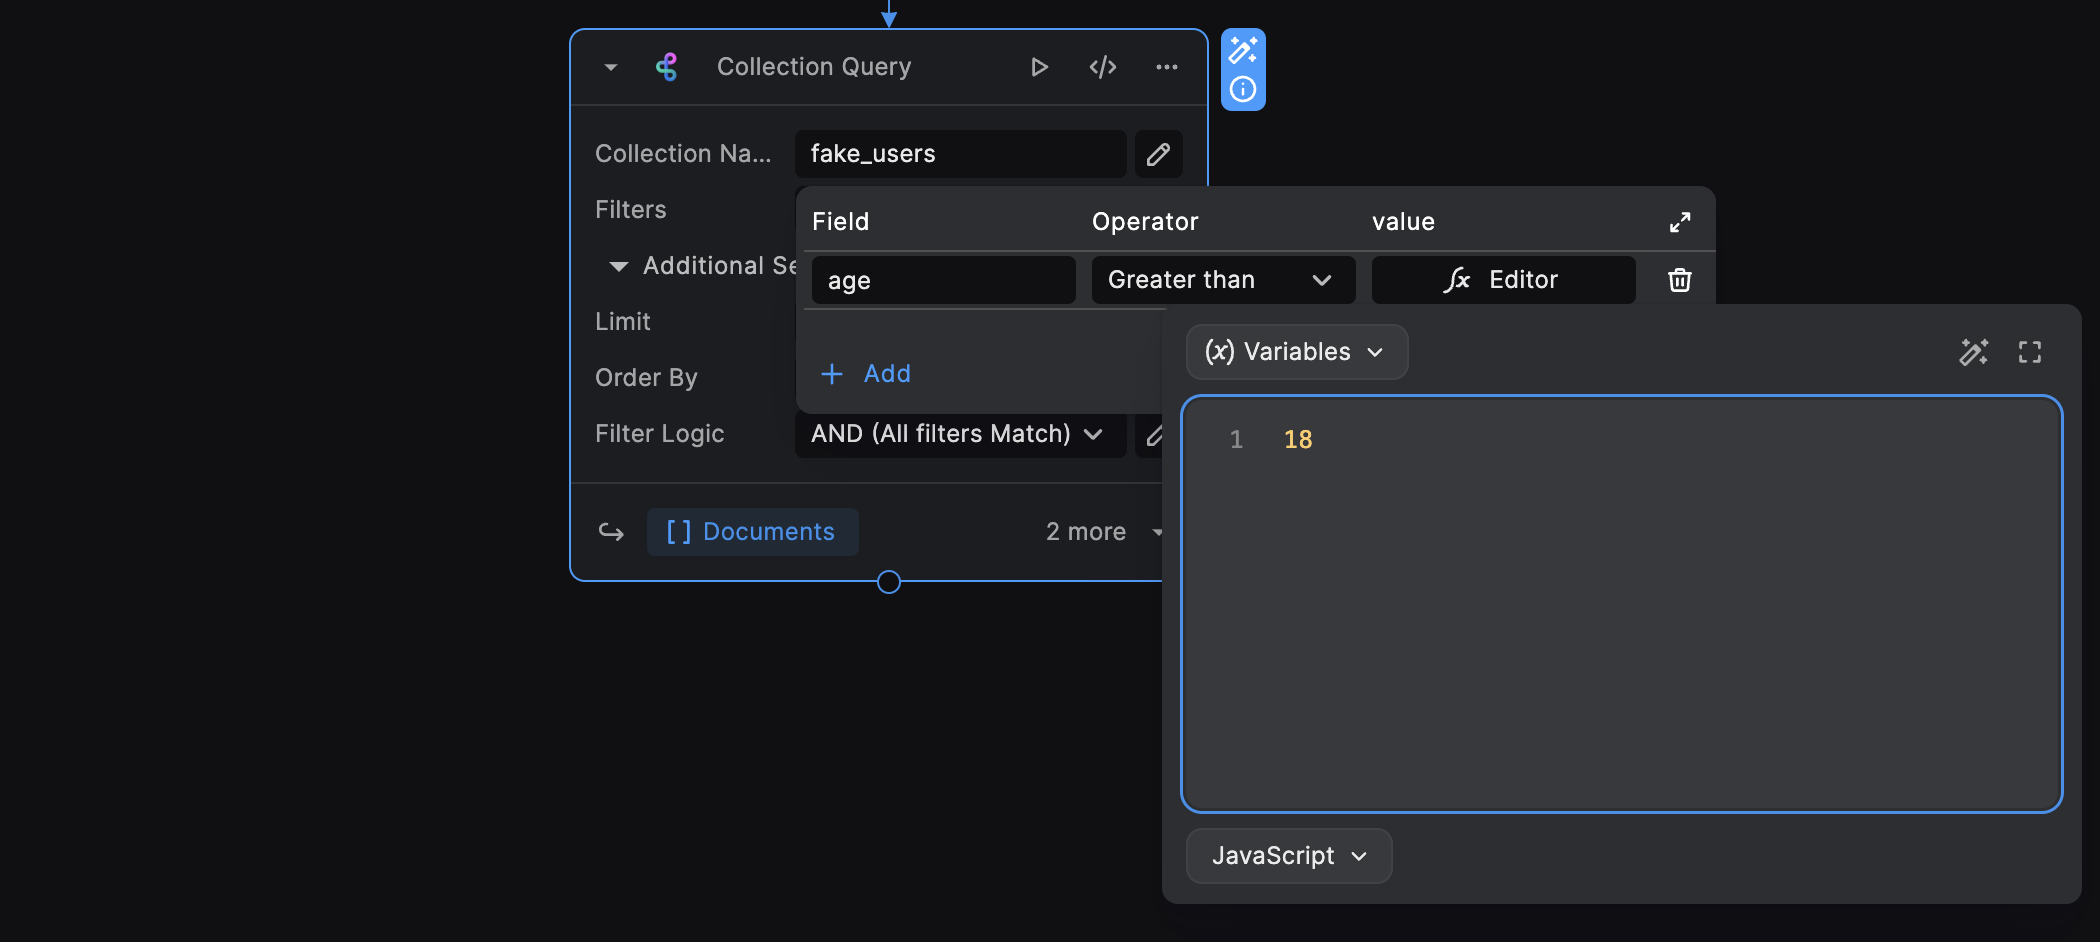 Collection Query
Collection Na... fake_users
Filters
Field Operator value
Additional Se
age Greater than fx Editor
Limit
(x) Variables
Order By
+ Add
Filter Logic AND (All filters Match)
1 18
[ ] Documents 2 more
JavaScript